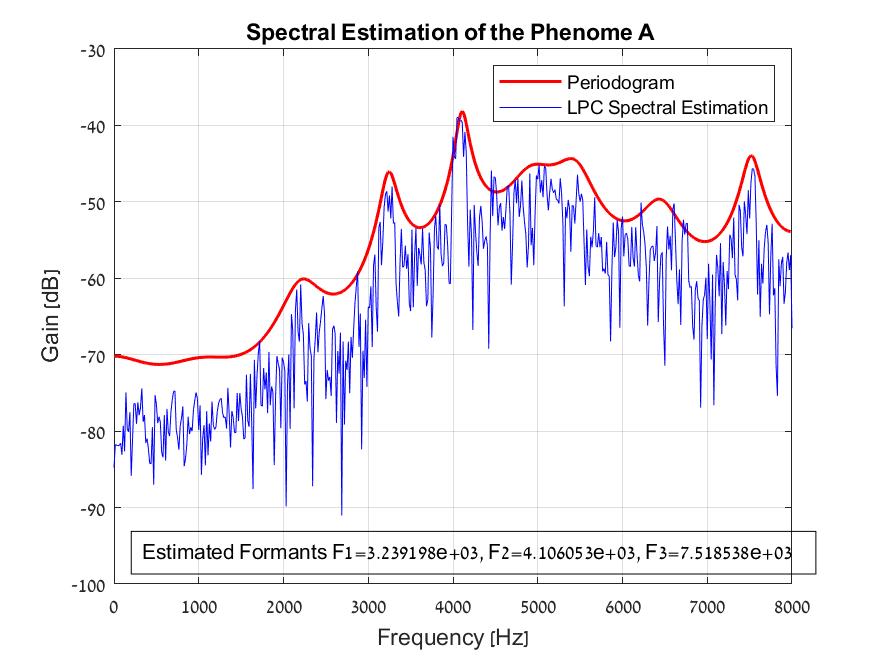 Spectral Estimation of the Phenome A
Periodogram
LPC Spectral Estimation
Gain [dB]
-30
-40
-50
-60
-70
-80
-90
-100
Estimated Formants F1=3.239198e+03, F2=4.106053e+03, F3=7.518538e+03
0 1000 2000 3000 4000 5000 6000 7000 8000
Frequency [Hz]